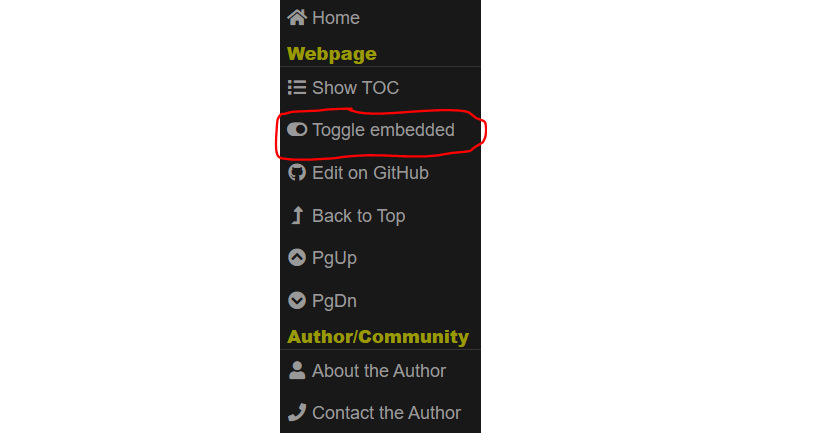 Home
Webpage
Show TOC
Toggle embedded
Edit on GitHub
Back to Top
PgUp
PgDn
Author/Community
About the Author
Contact the Author